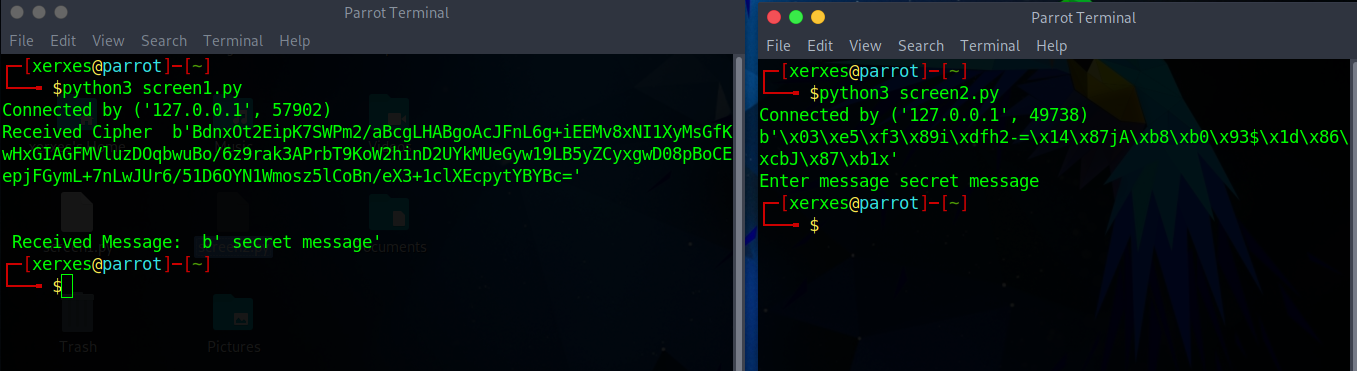 Parrot Terminal
File Edit View Search Terminal Help
┌─[xerxes@parrot]─[~]
└──╼ $python3 screen1.py
Connected by ('127.0.0.1', 57902)
Received Cipher  b'BdnxOt2EipK7SWPm2/aBcgLHABgoAcJFnL6g+iEEMv8xNI1XyMsGfK
wHxGIAGFMVluzDOqbwuBo/6z9rak3APrbT9KoW2hinD2UYkMUeGyw19LB5yZCyxgwD08pBoCE
epjFGymL+7nLwJUr6/51D6OYN1Wmosz5lCoBn/eX3+1clXEcpytYBYBc='
Received Message:  b' secret message'
┌─[xerxes@parrot]─[~]
└──╼ $
Trash
Pictures
Parrot Terminal
File Edit View Search Terminal Help
┌─[xerxes@parrot]─[~]
└──╼ $python3 screen2.py
Connected by ('127.0.0.1', 49738)
b'\x03\xe5\xf3\x89i\xdfh2-=\x14\x87jA\xb8\xb0\x93$\x1d\x86\
xcbJ\x87\xb1x'
Enter message secret message
┌─[xerxes@parrot]─[~]
└──╼ $